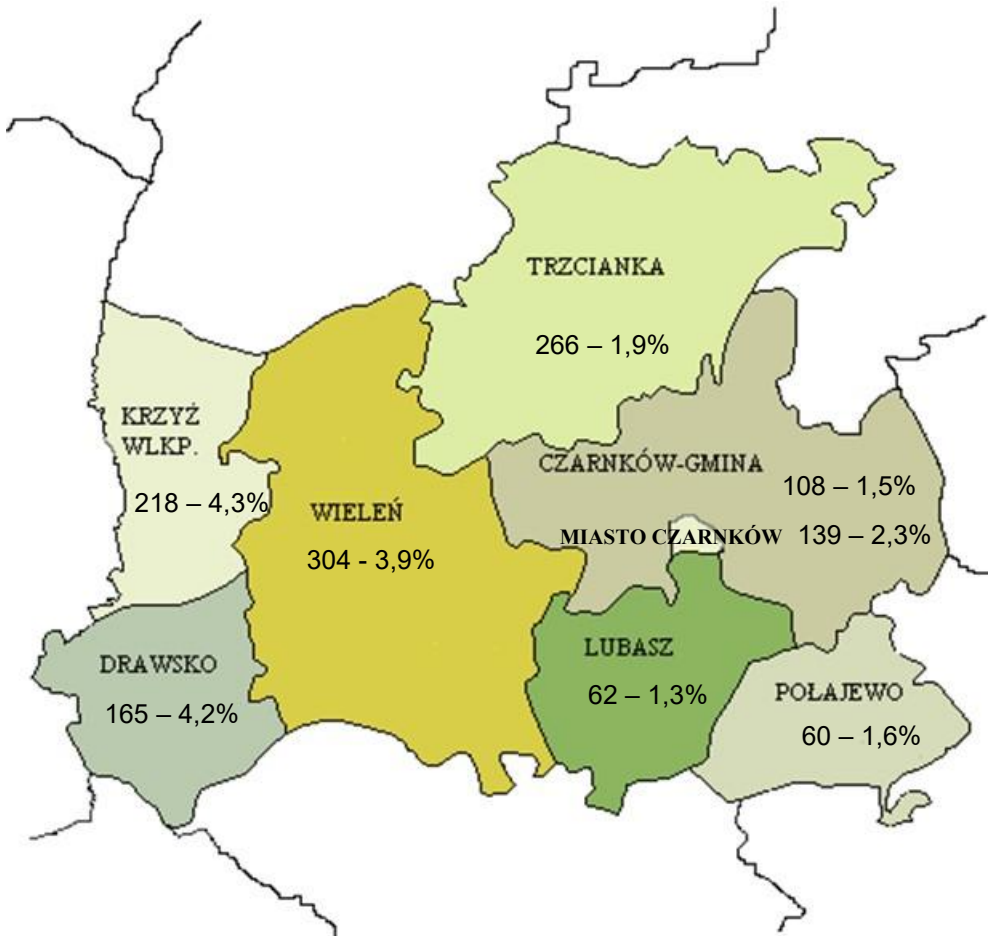 TRZCIANKA
266 – 1,9%
KRZYŻ
WLKP.
218 – 4,3%
WIELEŃ
304 - 3,9%
CZARNKÓW-GMINA
108 – 1,5%
MIASTO CZARNKÓW 139 – 2,3%
DRAWSKO
165 – 4,2%
LUBASZ
62 – 1,3%
POŁAJEWO
60 – 1,6%